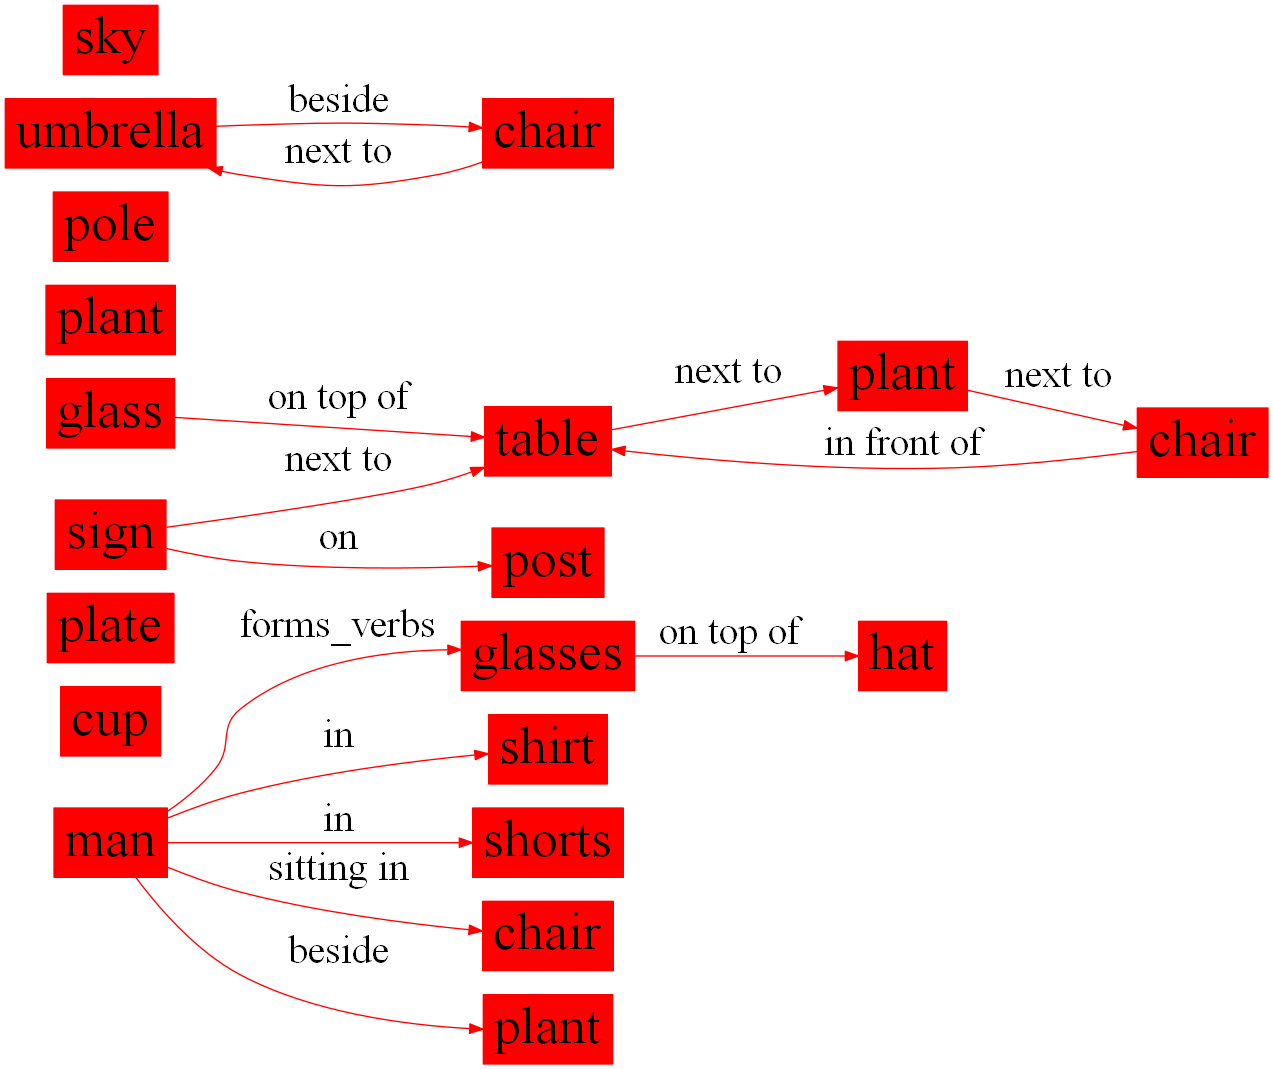 sky
umbrella
beside
chair
next to
pole
plant
glass
on top of
table
next to
plant
next to
chair
in front of
next to
sign
on
post
plate
forms_verbs
glasses
on top of
hat
cup
in
shirt
man
in
shorts
sitting in
chair
beside
plant